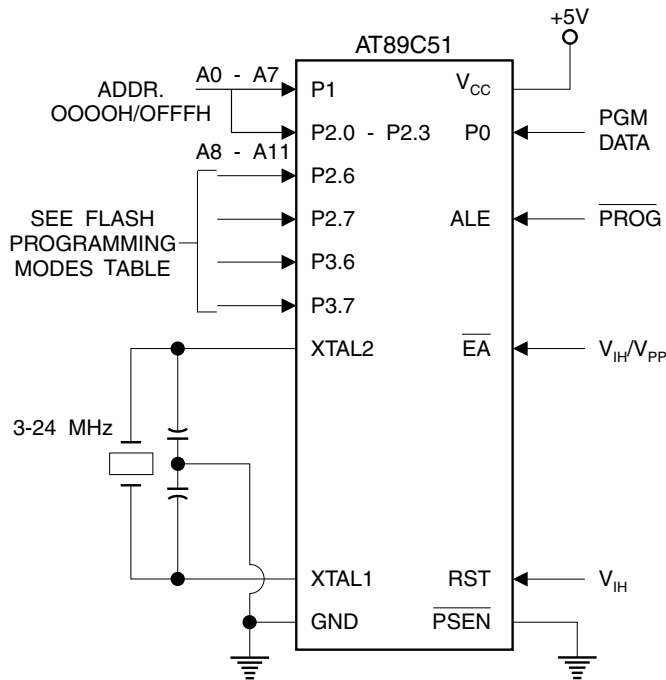 +5V
AT89C51
ADDR.
OOOOH/OFFFH
A0 - A7
P1
VCC
P2.0 - P2.3
P0
PGM
DATA
A8 - A11
P2.6
SEE FLASH
PROGRAMMING
MODES TABLE
P2.7
ALE
PROG
P3.6
P3.7
XTAL2
EA
VIH/VPP
3-24 MHz
XTAL1
RST
VIH
GND
PSEN